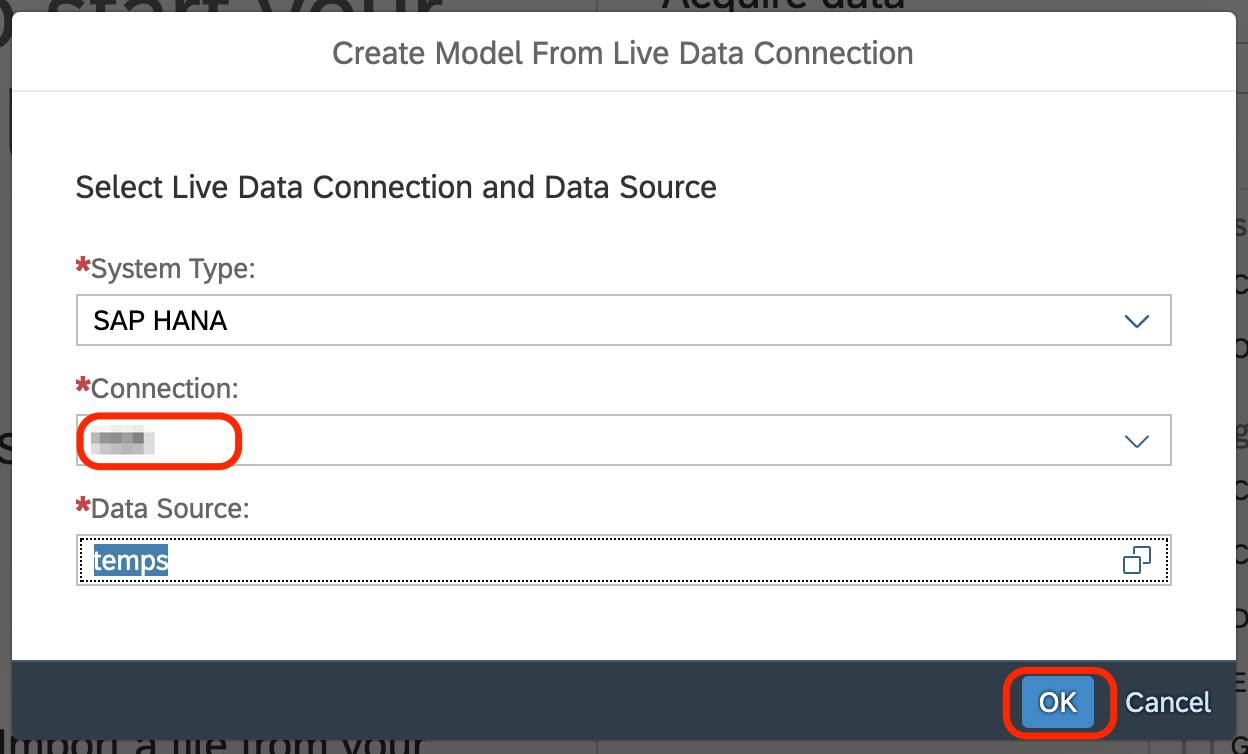 start your
Acquire data
Create Model From Live Data Connection
Select Live Data Connection and Data Source
*System Type:
SAP HANA
*Connection:
*Data Source:
temps
OK Cancel
Import a file from your